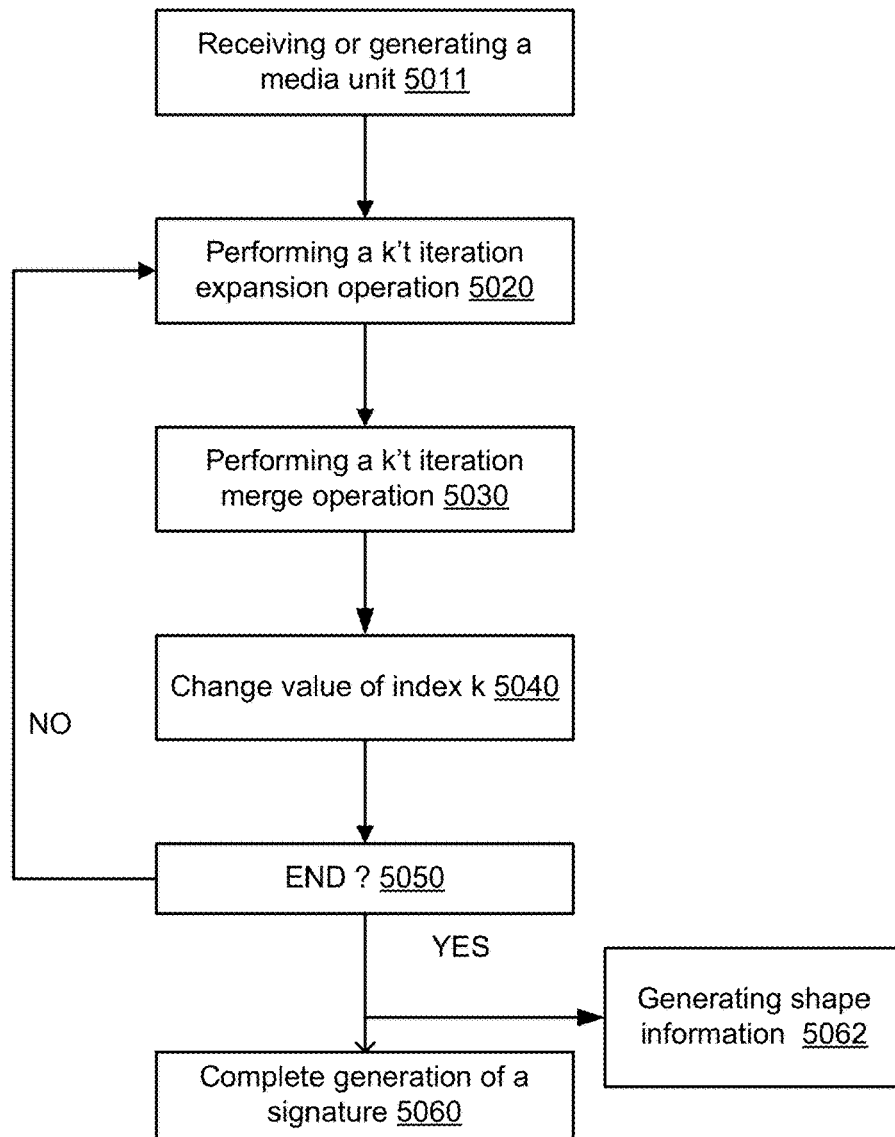 Receiving or generating a
media unit 5011
Performing a k't iteration
expansion operation 5020
Performing a k't iteration
merge operation 5030
Change value of index k 5040
NO
END ? 5050
YES
Generating shape
information 5062
Complete generation of a
signature 5060